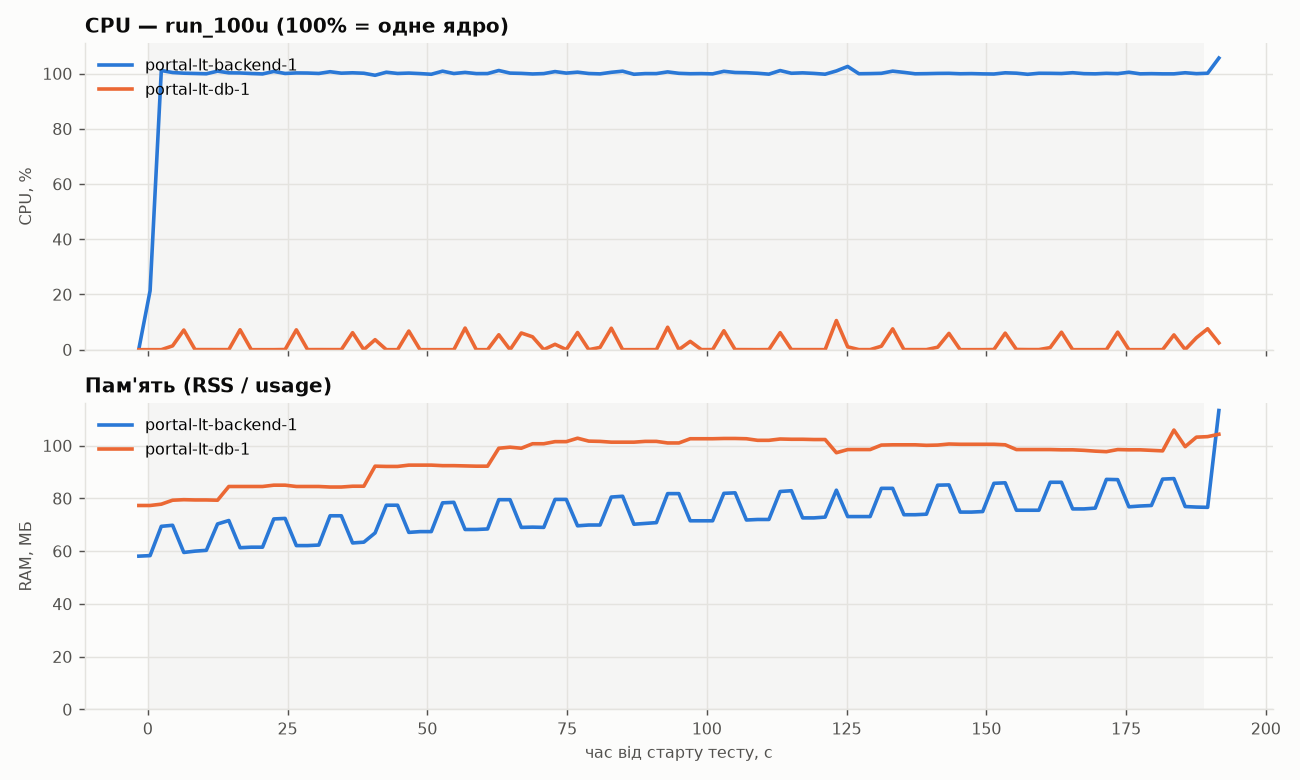 CPU — run_100u (100% = одне ядро)
portal-lt-backend-1
portal-lt-db-1
100
80
60
40
20
0
CPU, %
Пам'ять (RSS / usage)
portal-lt-backend-1
portal-lt-db-1
100
80
60
40
20
0
RAM, МБ
0 25 50 75 100 125 150 175 200
час від старту тесту, с